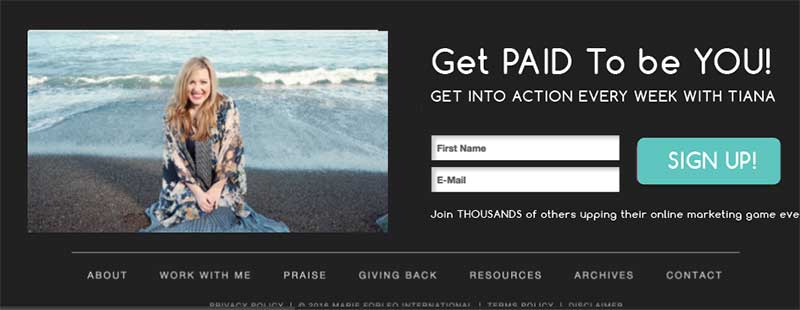 Get PAID To be YOU!
GET INTO ACTION EVERY WEEK WITH TIANA
First Name
SIGN UP!
E-Mail
Join THOUSANDS of others upping their online marketing game eve
ABOUT WORK WITH ME PRAISE GIVING BACK RESOURCES ARCHIVES CONTACT
PRIVACY POLICY | © 2016 MARIE FORLEO INTERNATIONAL | TERMS POLICY | DISCLAIMER